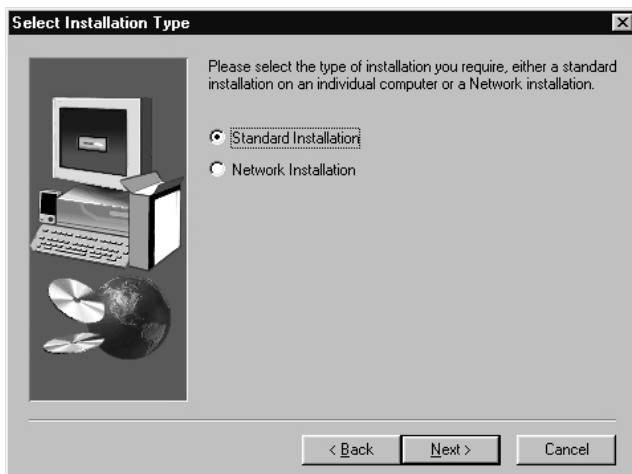 Select Installation Type
Please select the type of installation you require, either a standard
installation on an individual computer or a Network installation.
Standard Installation
Network Installation
< Back Next > Cancel